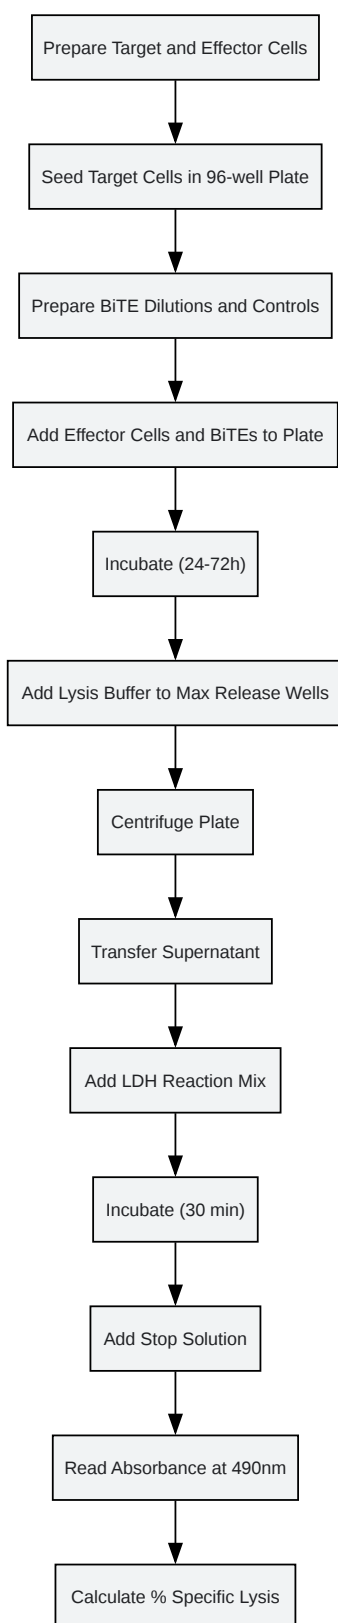 Prepare Target and Effector Cells
Seed Target Cells in 96-well Plate
Prepare BiTE Dilutions and Controls
Add Effector Cells and BiTEs to Plate
Incubate (24-72h)
Add Lysis Buffer to Max Release Wells
Centrifuge Plate
Transfer Supernatant
Add LDH Reaction Mix
Incubate (30 min)
Add Stop Solution
Read Absorbance at 490nm
Calculate % Specific Lysis